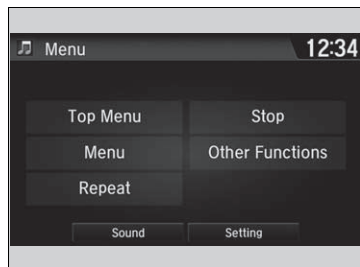 Menu 12:34
Top Menu Stop
Menu Other Functions
Repeat
Sound Setting